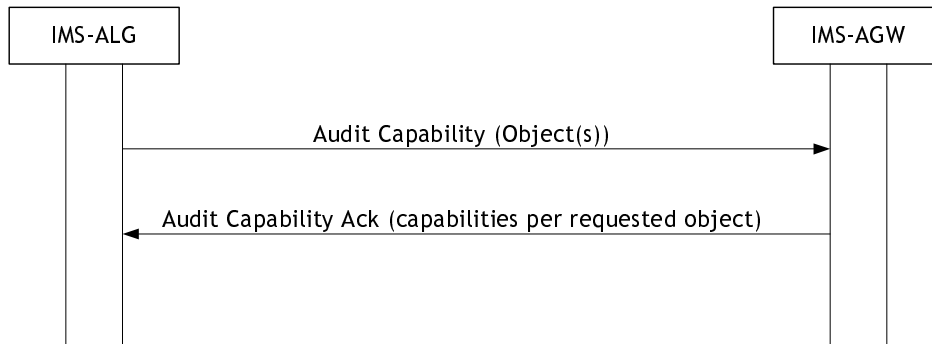 IMS-ALG
IMS-AGW
Audit Capability (Object(s))
Audit Capability Ack (capabilities per requested object)